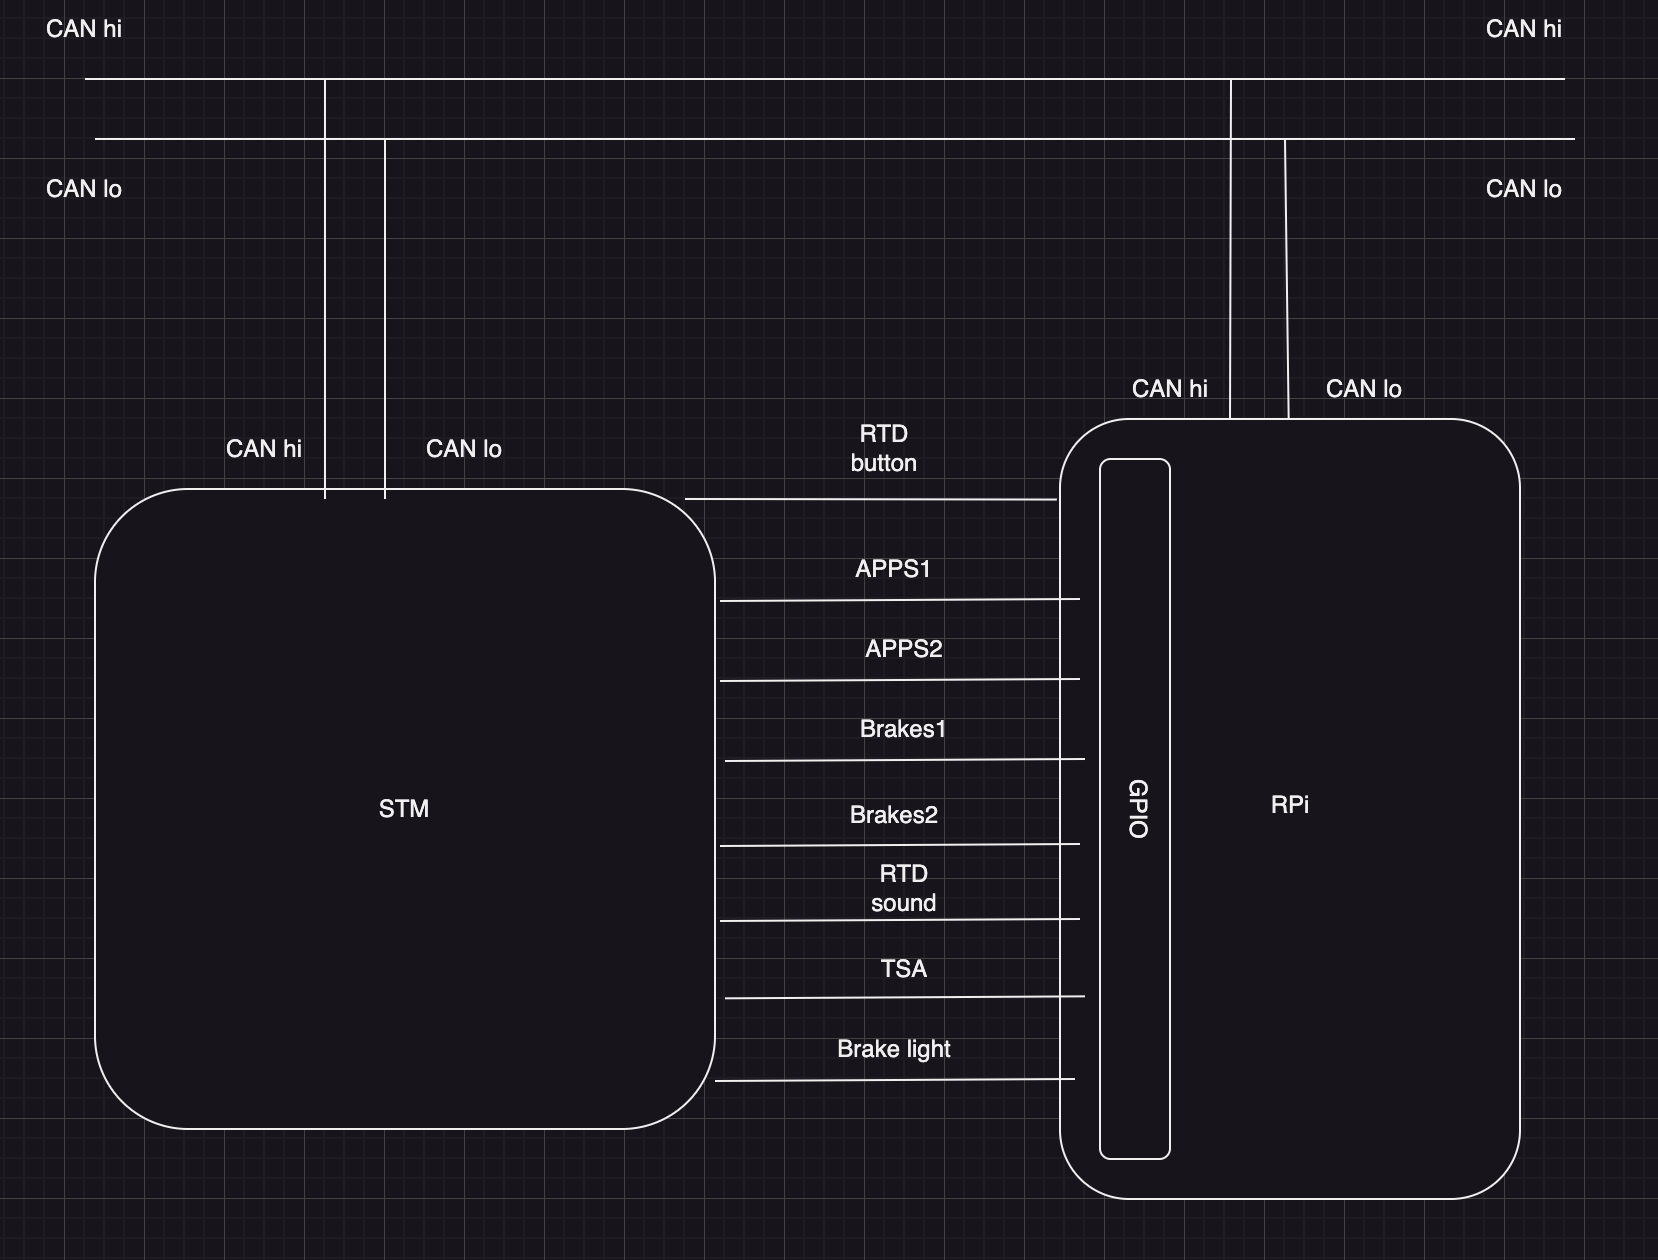 CAN hi
CAN hi
CAN lo
CAN lo
CAN hi
CAN lo
RTD
button
CAN hi
CAN lo
APPS1
APPS2
Brakes1
Brakes2
RTD
sound
TSA
Brake light
STM
GPIO
RPi